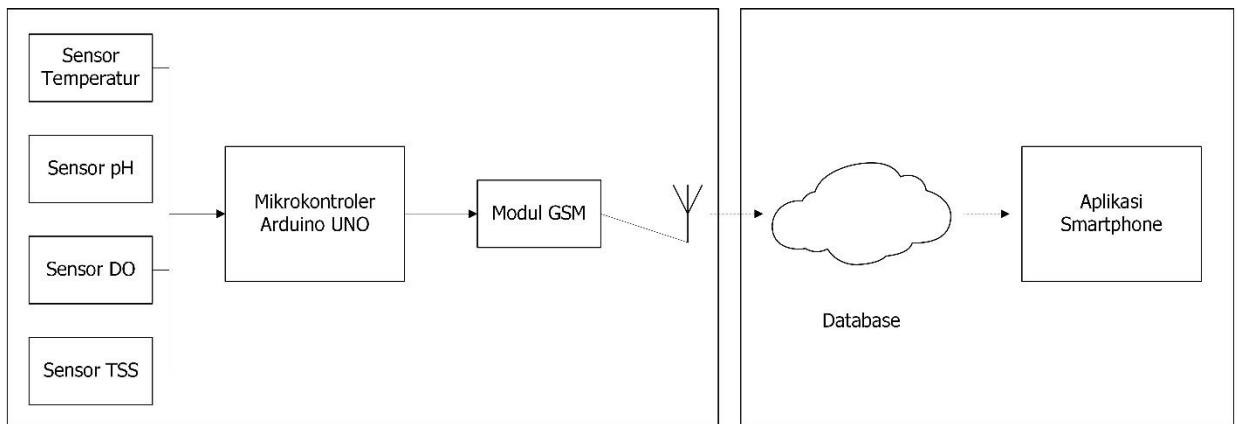 Sensor
Temperatur
Sensor pH
Sensor DO
Sensor TSS
Mikrokontroler
Arduino UNO
Modul GSM
Database
Aplikasi
Smartphone